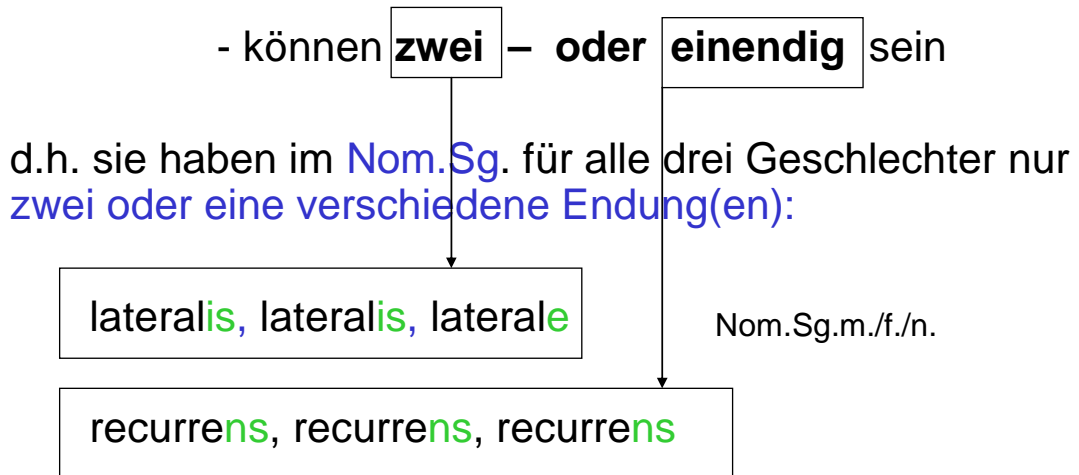 - können zwei – oder einendig sein
d.h. sie haben im Nom.Sg. für alle drei Geschlechter nur
zwei oder eine verschiedene Endung(en):
lateralis, lateralis, laterale
Nom.Sg.m./f./n.
recurrens, recurrens, recurrens